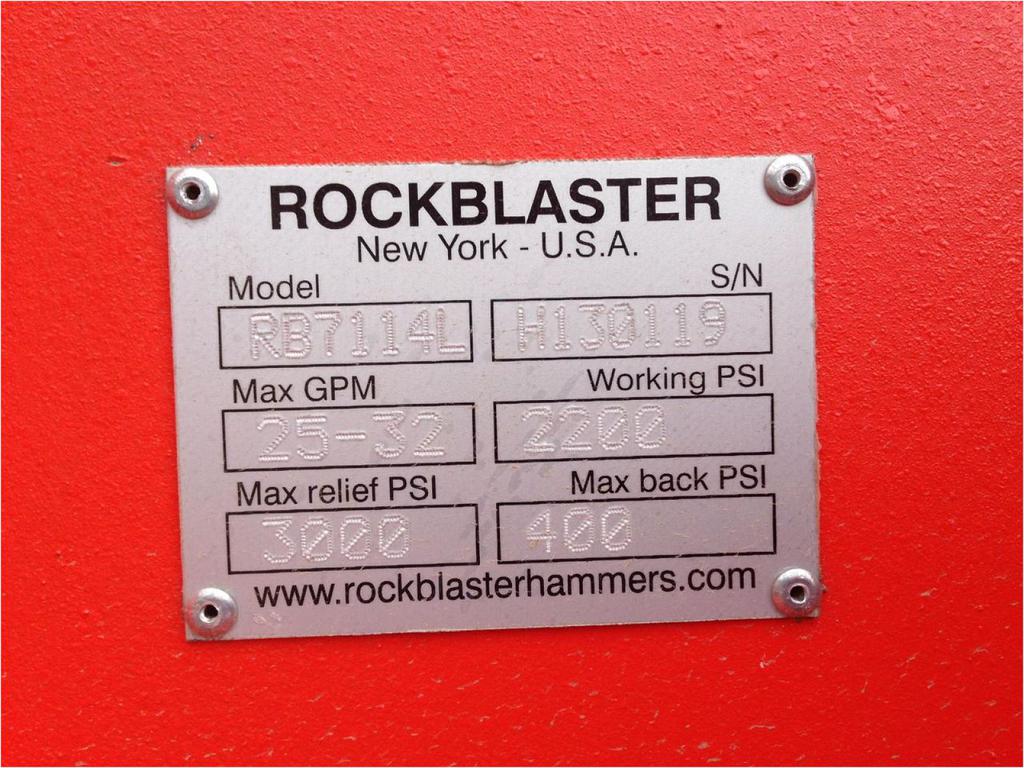 ROCKBLASTER
New York - U.S.A.
Model S/N
RB7114L H130119
Max GPM Working PSI
25-32 2200
Max relief PSI Max back PSI
3000 400
www.rockblasterhammers.com